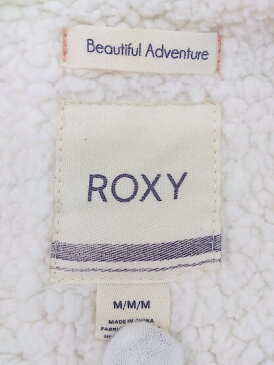 Beautiful Adventure
ROXY
M/M/M
MADE IN CHINA